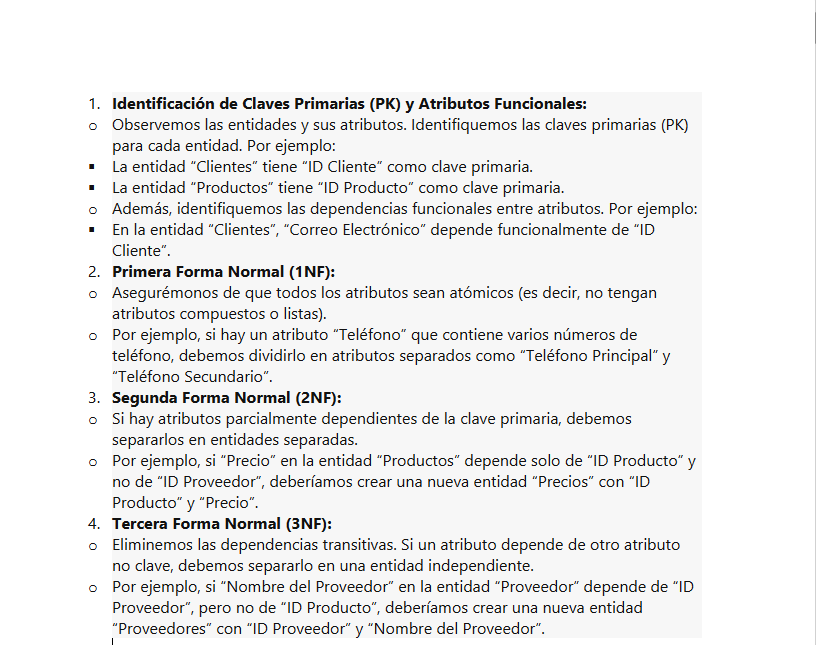 1. Identificación de Claves Primarias (PK) y Atributos Funcionales:
o Observemos las entidades y sus atributos. Identifiquemos las claves primarias (PK)
para cada entidad. Por ejemplo:
▪ La entidad “Clientes” tiene “ID Cliente” como clave primaria.
▪ La entidad “Productos” tiene “ID Producto” como clave primaria.
o Además, identifiquemos las dependencias funcionales entre atributos. Por ejemplo:
▪ En la entidad “Clientes”, “Correo Electrónico” depende funcionalmente de “ID
Cliente”.
2. Primera Forma Normal (1NF):
o Asegurémonos de que todos los atributos sean atómicos (es decir, no tengan
atributos compuestos o listas).
o Por ejemplo, si hay un atributo “Teléfono” que contiene varios números de
teléfono, debemos dividirlo en atributos separados como “Teléfono Principal” y
“Teléfono Secundario”.
3. Segunda Forma Normal (2NF):
o Si hay atributos parcialmente dependientes de la clave primaria, debemos
separarlos en entidades separadas.
o Por ejemplo, si “Precio” en la entidad “Productos” depende solo de “ID Producto” y
no de “ID Proveedor”, deberíamos crear una nueva entidad “Precios” con “ID
Producto” y “Precio”.
4. Tercera Forma Normal (3NF):
o Eliminemos las dependencias transitivas. Si un atributo depende de otro atributo
no clave, debemos separarlo en una entidad independiente.
o Por ejemplo, si “Nombre del Proveedor” en la entidad “Proveedor” depende de “ID
Proveedor”, pero no de “ID Producto”, deberíamos crear una nueva entidad
“Proveedores” con “ID Proveedor” y “Nombre del Proveedor”.